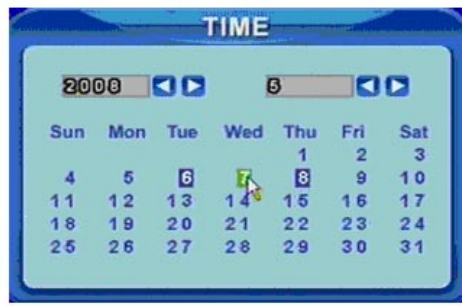 TIME
2008 5
Sun Mon Tue Wed Thu Fri Sat
1 2 3
4 5 6 7 8 9 10
11 12 13 14 15 16 17
18 19 20 21 22 23 24
25 26 27 28 29 30 31